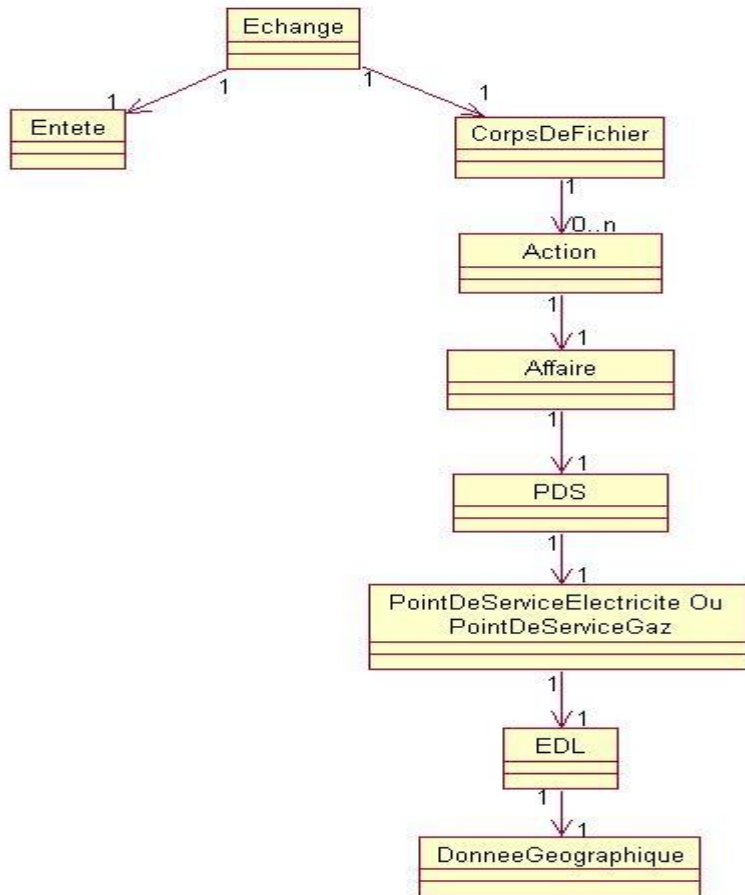 Echange
1
1
1
1
Entete
CorpsDeFichier
1
0..n
Action
1
1
Affaire
1
1
PDS
1
1
PointDeServiceElectricite Ou
PointDeServiceGaz
1
1
EDL
1
1
DonneeGeographique